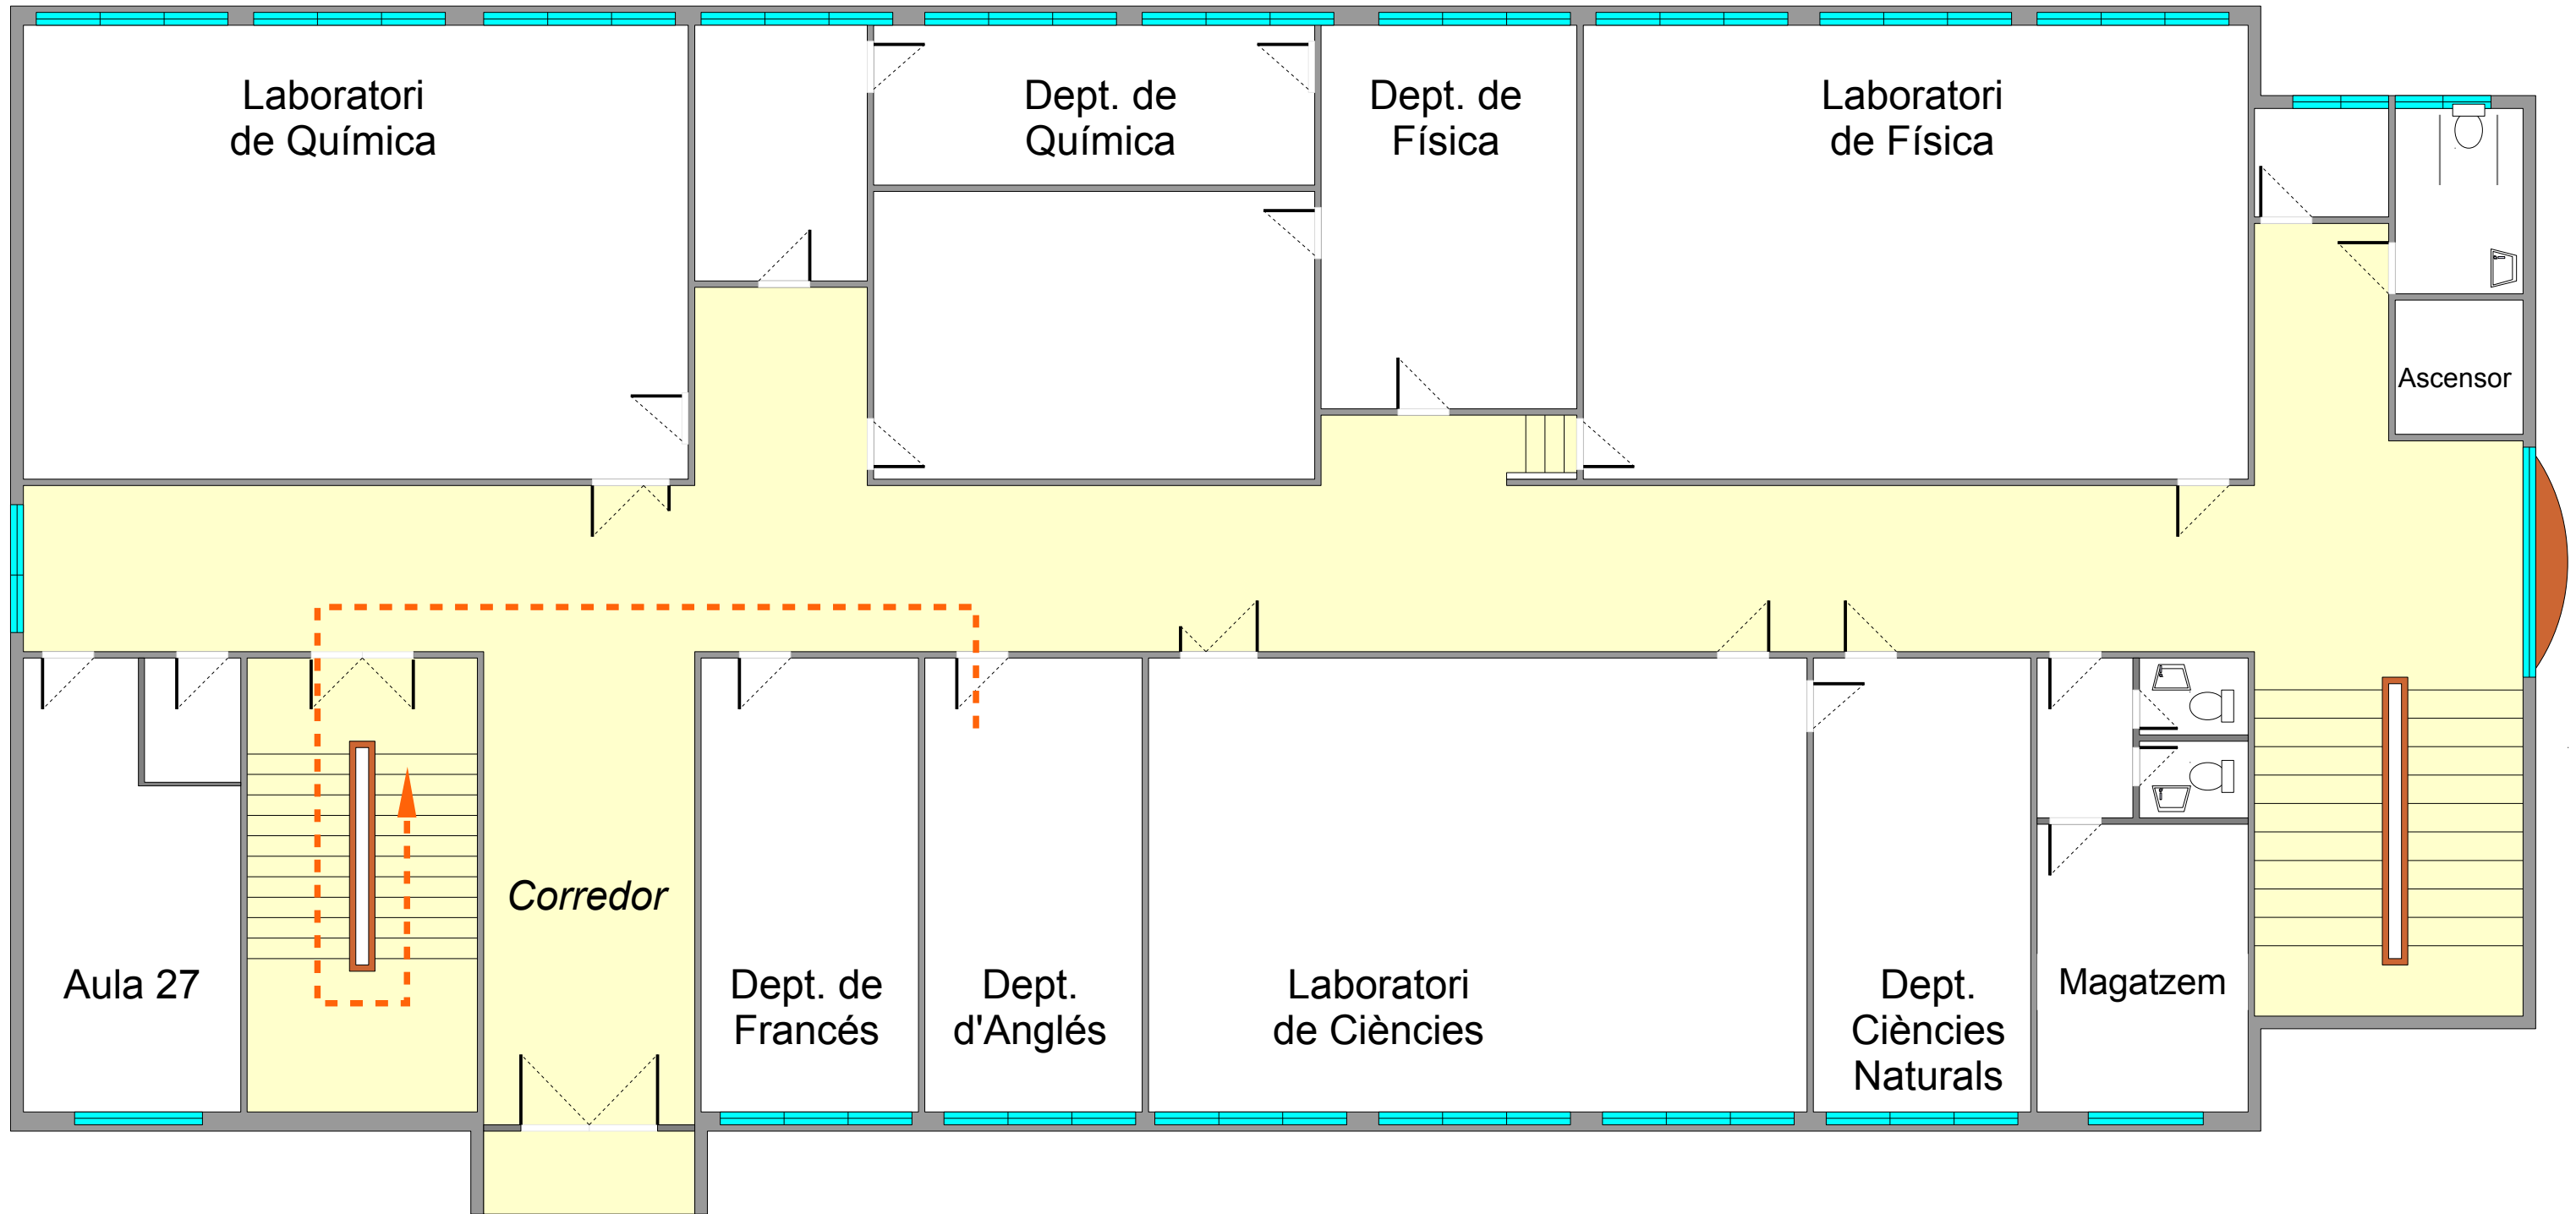 Laboratori
de Química
Dept. de
Química
Dept. de
Física
Laboratori
de Física
Ascensor
Corredor
Aula 27
Dept. de
Francés
Dept.
d'Anglés
Laboratori
de Ciències
Dept.
Ciències
Naturals
Magatzem